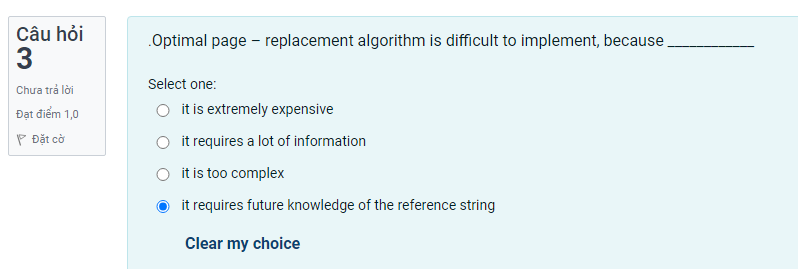 Câu hỏi
3
Chưa trả lời
Đạt điểm 1,0
Đặt cờ
.Optimal page – replacement algorithm is difficult to implement, because ____________
Select one:
it is extremely expensive
it requires a lot of information
it is too complex
it requires future knowledge of the reference string
Clear my choice